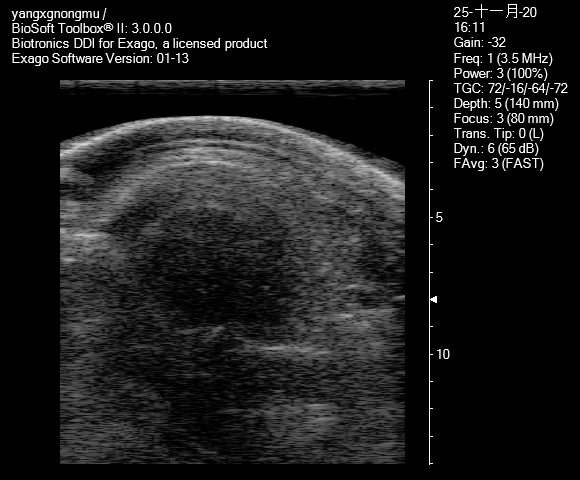 yangxgnongmu /
BioSoft Toolbox® II: 3.0.0.0
Biotronics DDI for Exago, a licensed product
Exago Software Version: 01-13
25-十一月-20
16:11
Gain: -32
Freq: 1 (3.5 MHz)
Power: 3 (100%)
TGC: 72/-16/-64/-72
Depth: 5 (140 mm)
Focus: 3 (80 mm)
Trans. Tip: 0 (L)
Dyn.: 6 (65 dB)
FAvg: 3 (FAST)
5
10